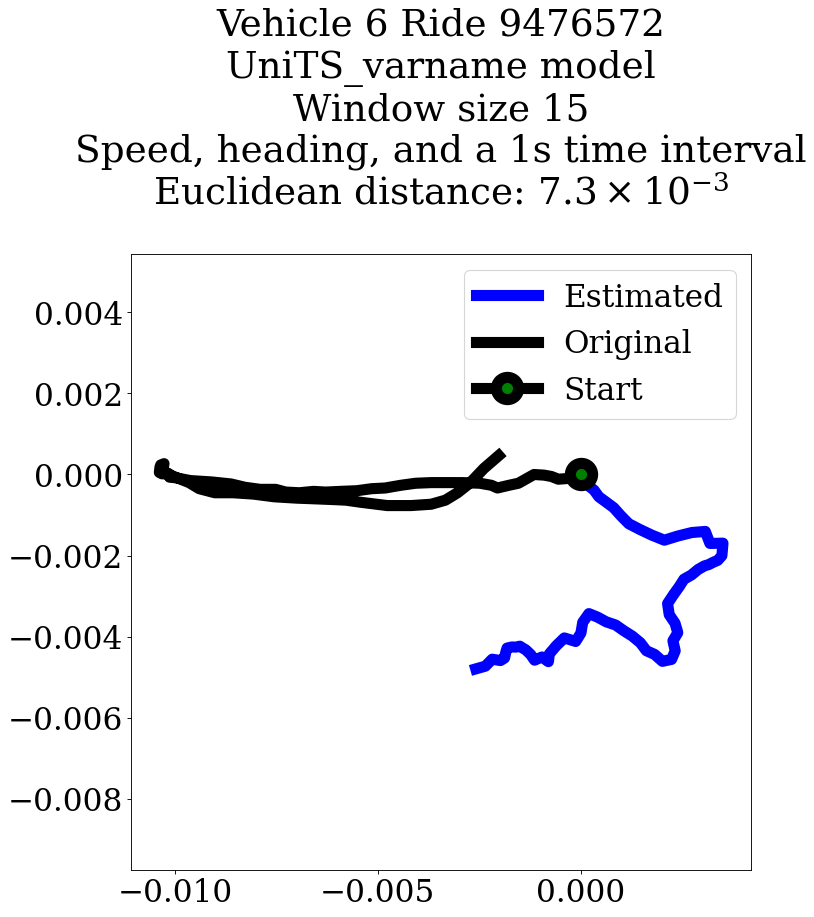 Vehicle 6 Ride 9476572
UniTS_varname model
Window size 15
Speed, heading, and a 1s time interval
Euclidean distance: 7.3 × 10⁻³
Estimated
Original
Start
0.004
0.002
0.000
−0.002
−0.004
−0.006
−0.008
−0.010
−0.005
0.000